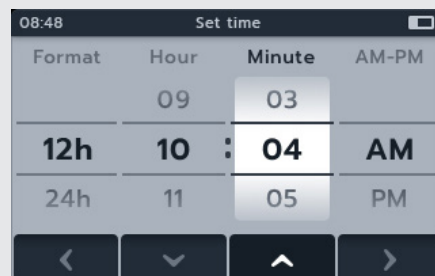 08:48 Set time
Format Hour Minute AM-PM
09 03
12h 10 : 04 AM
24h 11 05 PM